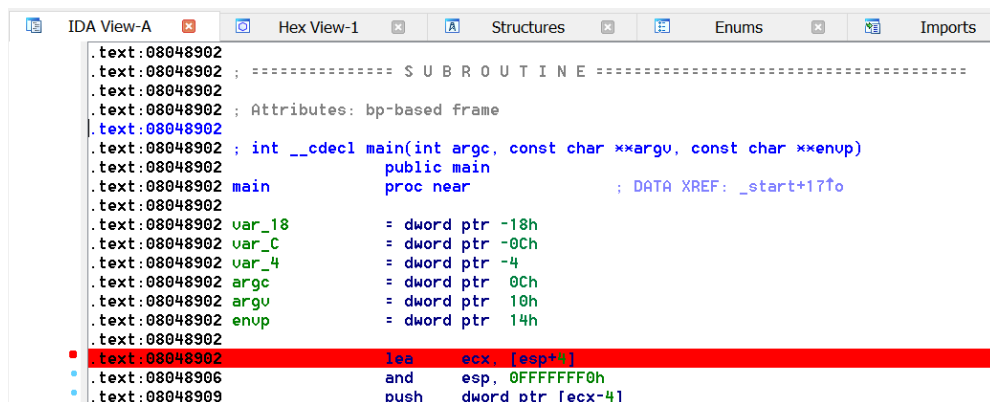 IDA View-A Hex View-1 Structures Enums Imports
.text:08048902
.text:08048902 ; =============== S U B R O U T I N E =======================================
.text:08048902
.text:08048902 ; Attributes: bp-based frame
.text:08048902
.text:08048902 ; int __cdecl main(int argc, const char **argv, const char **envp)
.text:08048902 public main
.text:08048902 main proc near ; DATA XREF: _start+17↑o
.text:08048902
.text:08048902 var_18 = dword ptr -18h
.text:08048902 var_C = dword ptr -0Ch
.text:08048902 var_4 = dword ptr -4
.text:08048902 argc = dword ptr 0Ch
.text:08048902 argv = dword ptr 10h
.text:08048902 envp = dword ptr 14h
.text:08048902
.text:08048902 lea ecx, [esp+4]
.text:08048906 and esp, 0FFFFFFF0h
.text:08048909 push dword ptr [ecx-4]